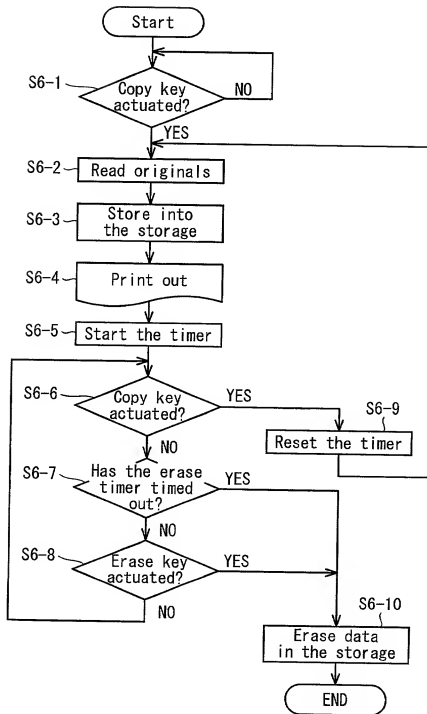 Start
S6-1
Copy key
actuated?
NO
YES
S6-2
Read originals
S6-3
Store into
the storage
S6-4
Print out
S6-5
Start the timer
S6-6
Copy key
actuated?
YES
NO
S6-9
Reset the timer
S6-7
Has the erase
timer timed
out?
YES
NO
S6-8
Erase key
actuated?
YES
NO
S6-10
Erase data
in the storage
END